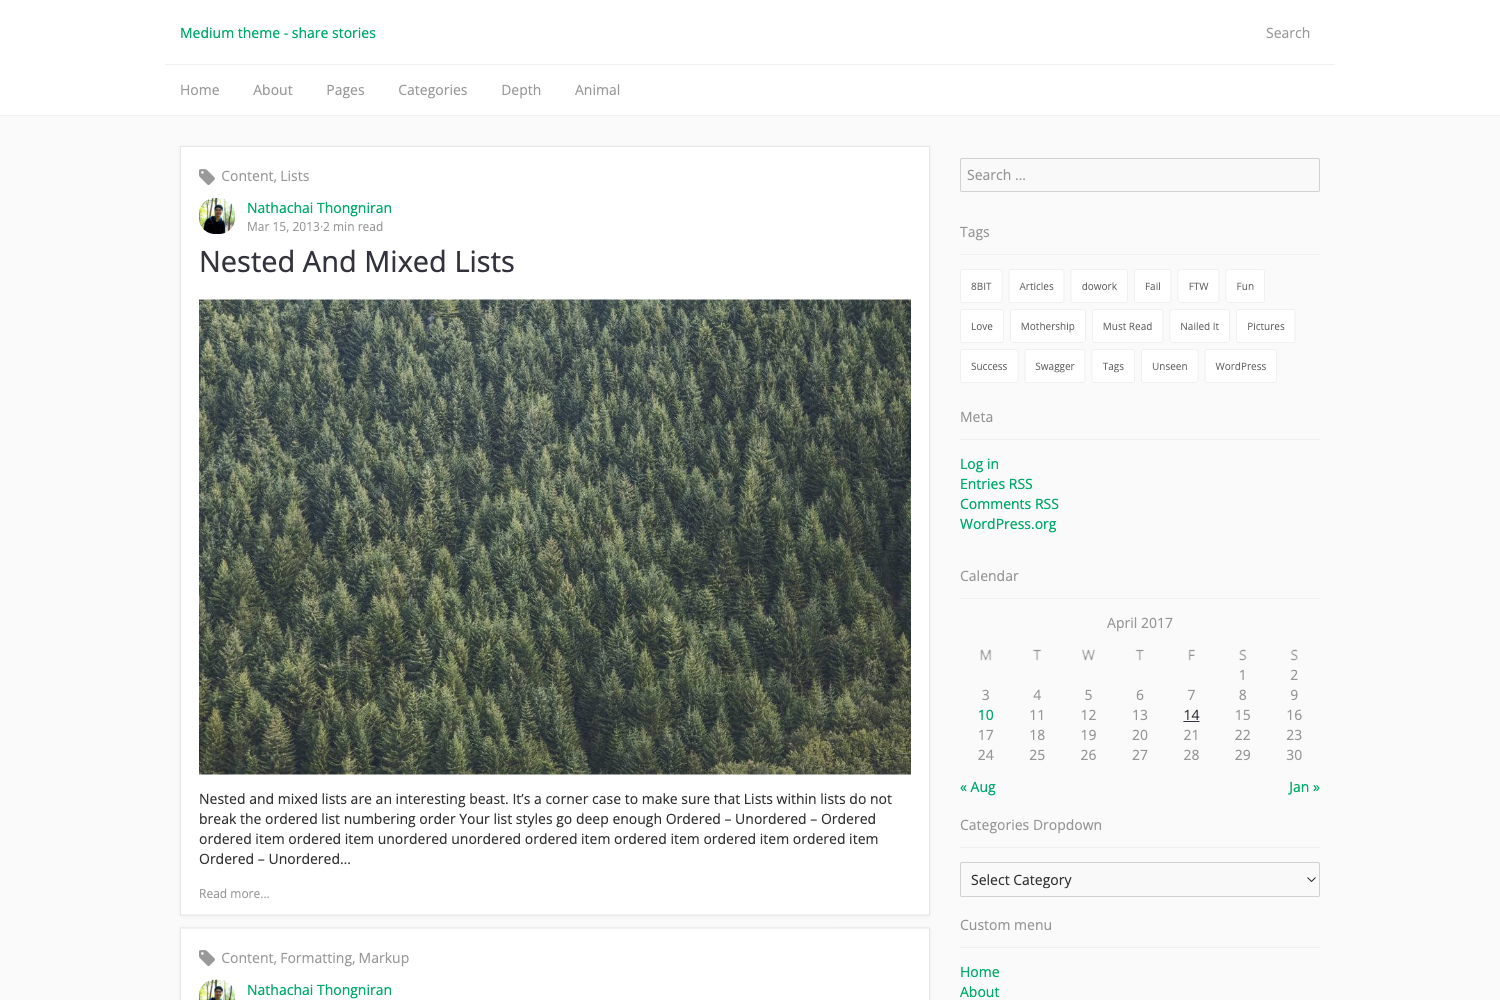 Medium theme - share stories
Search
Home About Pages Categories Depth Animal
Content, Lists
Nathachai Thongniran
Mar 15, 2013·2 min read
Nested And Mixed Lists
Nested and mixed lists are an interesting beast. It’s a corner case to make sure that Lists within lists do not
break the ordered list numbering order Your list styles go deep enough Ordered – Unordered – Ordered
ordered item ordered item unordered unordered ordered item ordered item ordered item ordered item
Ordered – Unordered…
Read more...
Content, Formatting, Markup
Nathachai Thongniran
Search …
Tags
8BIT Articles dowork Fail FTW Fun
Love Mothership Must Read Nailed It Pictures
Success Swagger Tags Unseen WordPress
Meta
Log in
Entries RSS
Comments RSS
WordPress.org
Calendar
April 2017
M T W T F S S
1 2
3 4 5 6 7 8 9
10 11 12 13 14 15 16
17 18 19 20 21 22 23
24 25 26 27 28 29 30
« Aug Jan »
Categories Dropdown
Select Category
Custom menu
Home
About